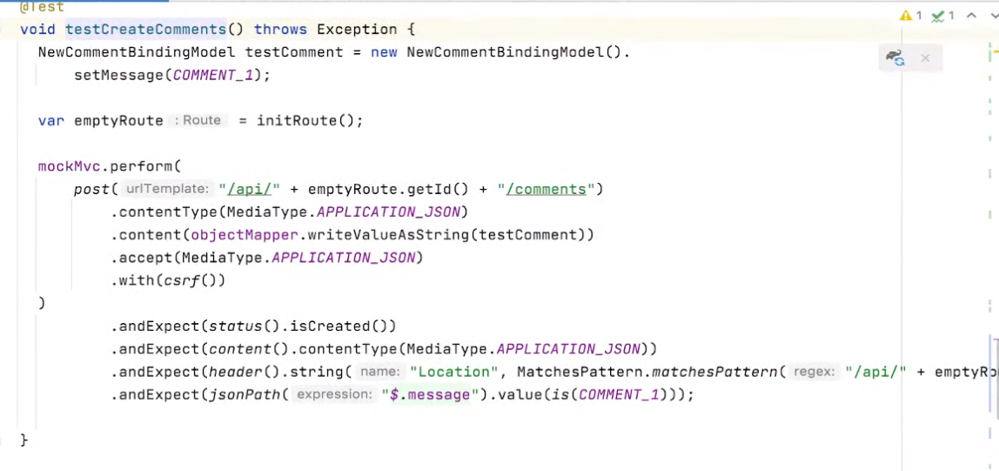 @Test
void testCreateComments() throws Exception {
NewCommentBindingModel testComment = new NewCommentBindingModel().
setMessage(COMMENT_1);
var emptyRoute : Route = initRoute();
mockMvc.perform(
post( urlTemplate: "/api/" + emptyRoute.getId() + "/comments")
.contentType(MediaType.APPLICATION_JSON)
.content(objectMapper.writeValueAsString(testComment))
.accept(MediaType.APPLICATION_JSON)
.with(csrf())
)
.andExpect(status().isCreated())
.andExpect(content().contentType(MediaType.APPLICATION_JSON))
.andExpect(header().string( name: "Location", MatchesPattern.matchesPattern( regex: "/api/" + emptyRo
.andExpect(jsonPath( expression: "$.message").value(is(COMMENT_1)));
}
1 1